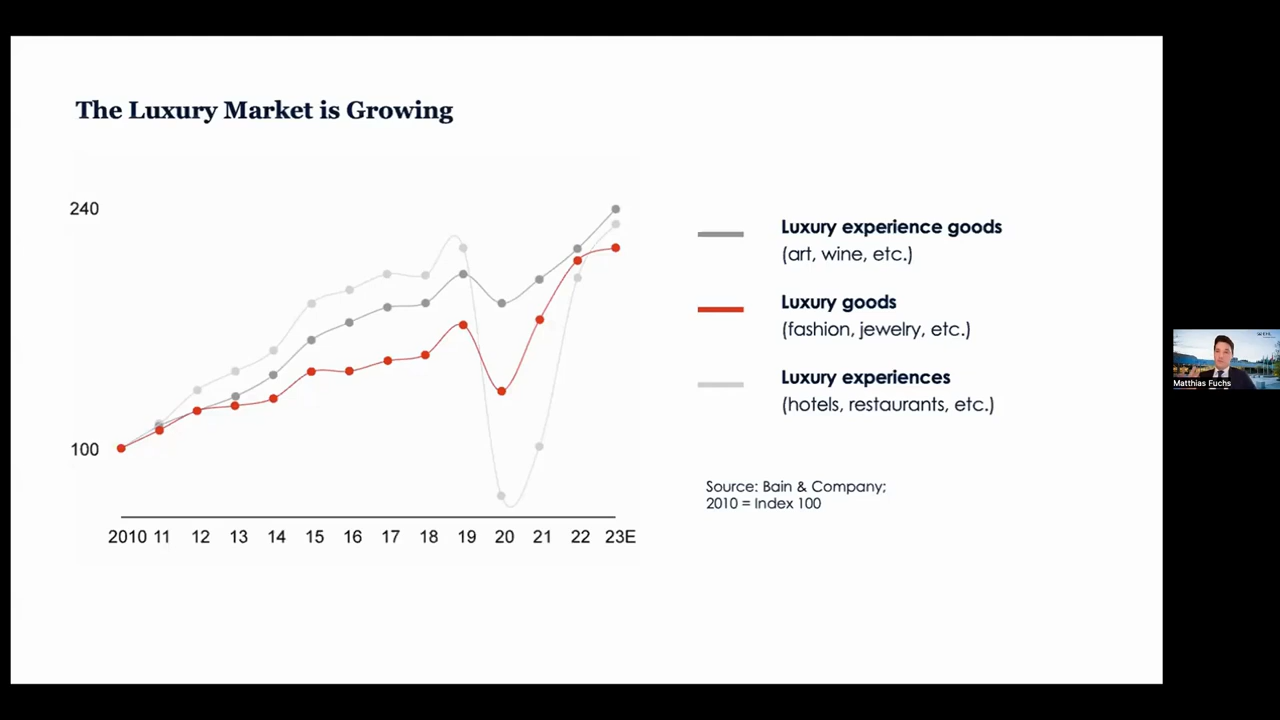 The Luxury Market is Growing
240
100
2010 11 12 13 14 15 16 17 18 19 20 21 22 23E
Luxury experience goods
(art, wine, etc.)
Luxury goods
(fashion, jewelry, etc.)
Luxury experiences
(hotels, restaurants, etc.)
Source: Bain & Company;
2010 = Index 100
Matthias Fuchs